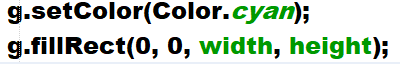 g.setColor(Color.cyan);
g.fillRect(0, 0, width, height);